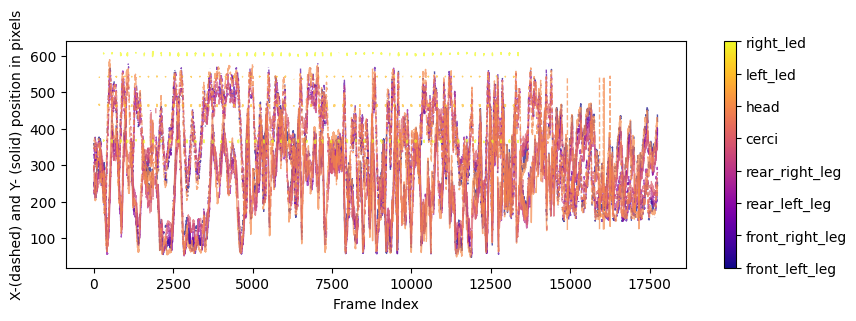 X-(dashed) and Y- (solid) position in pixels
600
500
400
300
200
100
0
2500
5000
7500
10000
12500
15000
17500
Frame Index
right_led
left_led
head
cerci
rear_right_leg
rear_left_leg
front_right_leg
front_left_leg